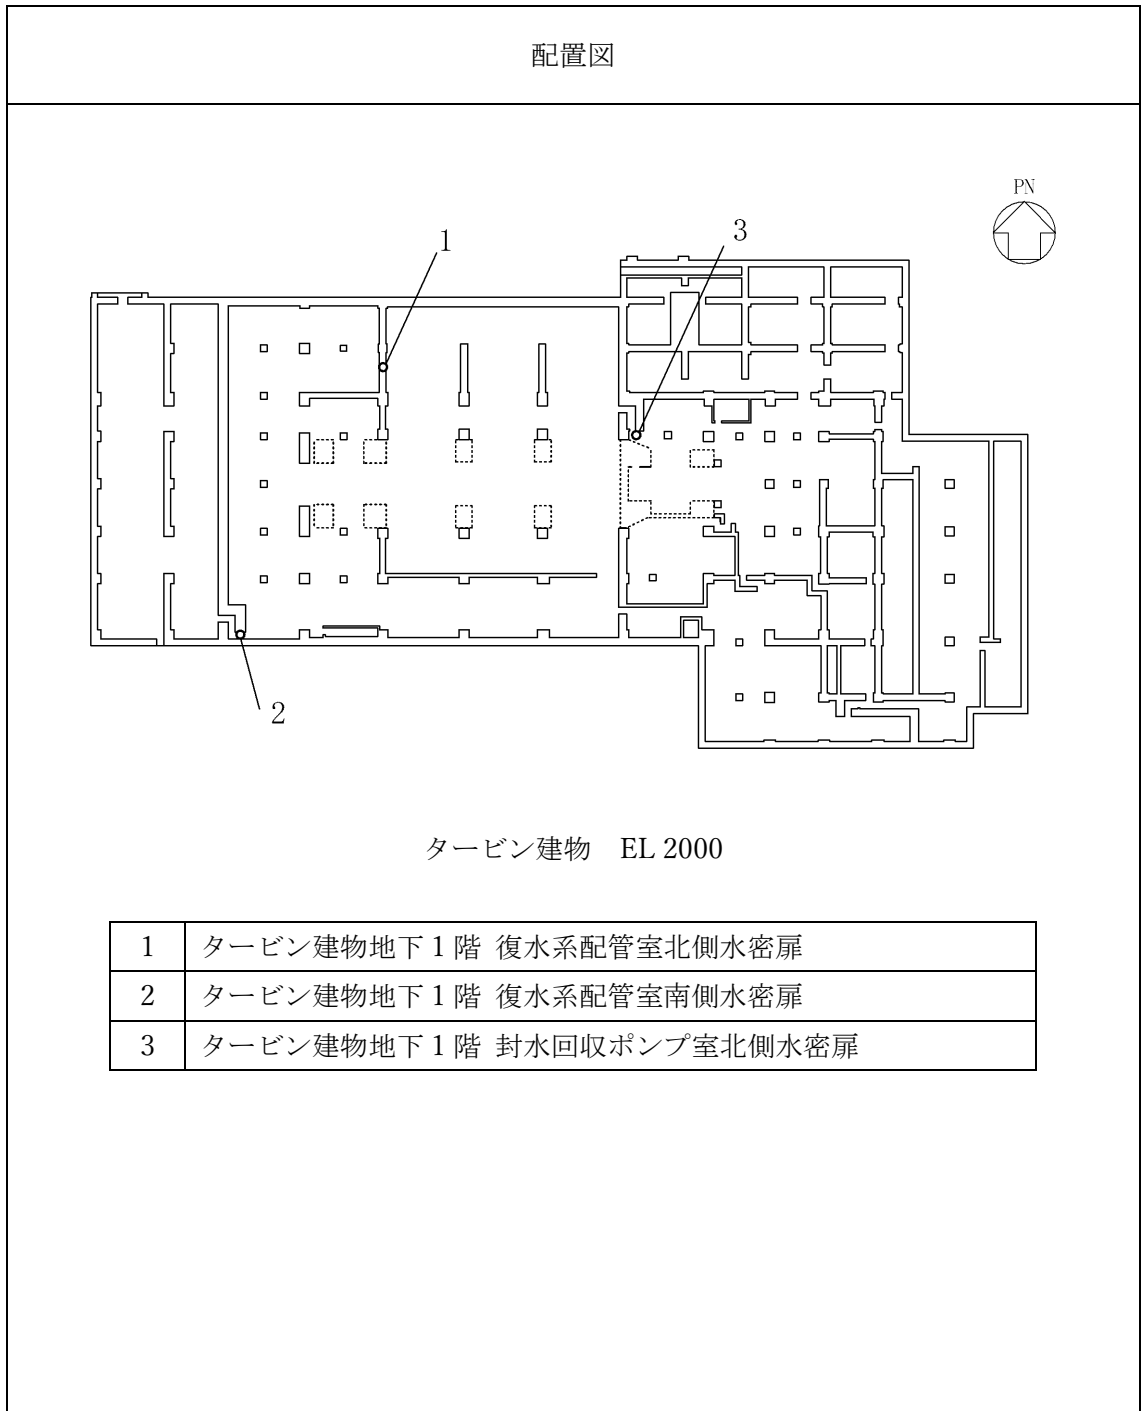 配置図
PN
1
3
2
タービン建物　EL 2000
1 タービン建物地下1階 復水系配管室北側水密扉
2 タービン建物地下1階 復水系配管室南側水密扉
3 タービン建物地下1階 封水回収ポンプ室北側水密扉